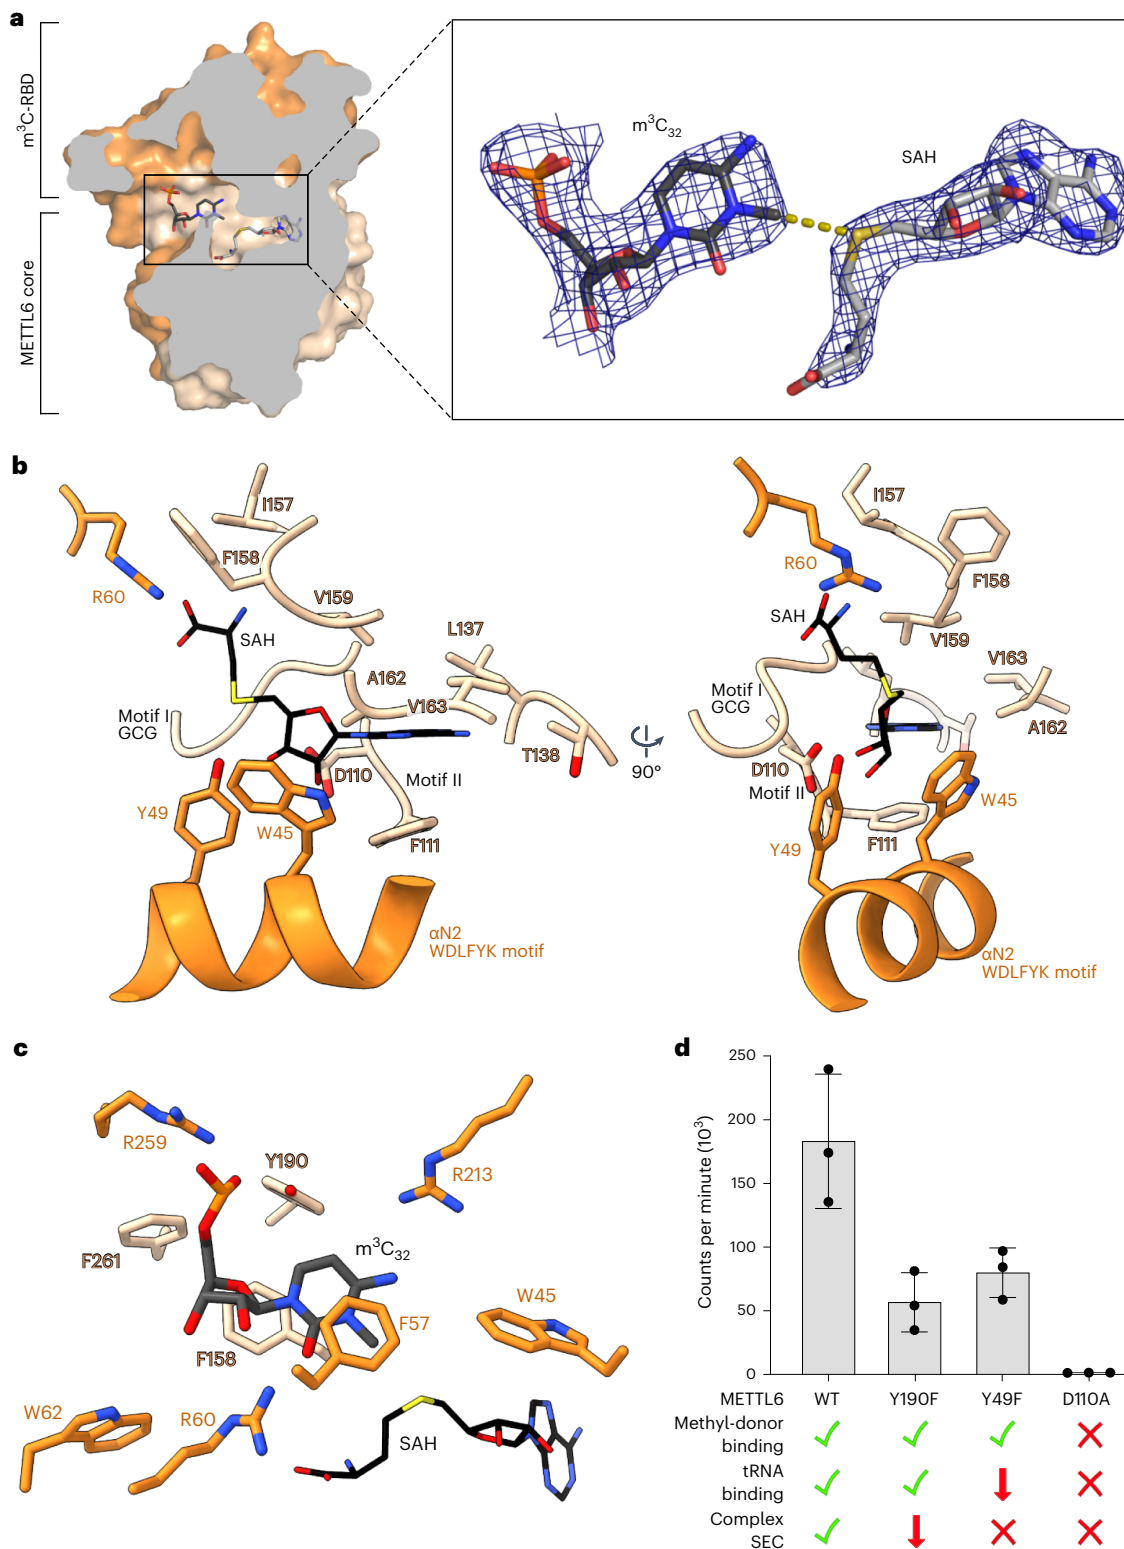 a
m³C-RBD
METTL6 core
m³C₃₂
SAH
b
R60
I157
F158
V159
SAH
L137
A162
V163
Motif I
GCG
T138
D110
Motif II
Y49
W45
F111
αN2
WDLFYK motif
90°
I157
R60
F158
SAH
V159
V163
Motif I
GCG
A162
D110
Motif II
W45
Y49
F111
αN2
WDLFYK motif
c
R259
Y190
R213
F261
m³C₃₂
W45
F57
F158
W62
R60
SAH
d
Counts per minute (10³)
250
200
150
100
50
0
METTL6 WT Y190F Y49F D110A
Methyl-donor
binding
tRNA
binding
Complex
SEC